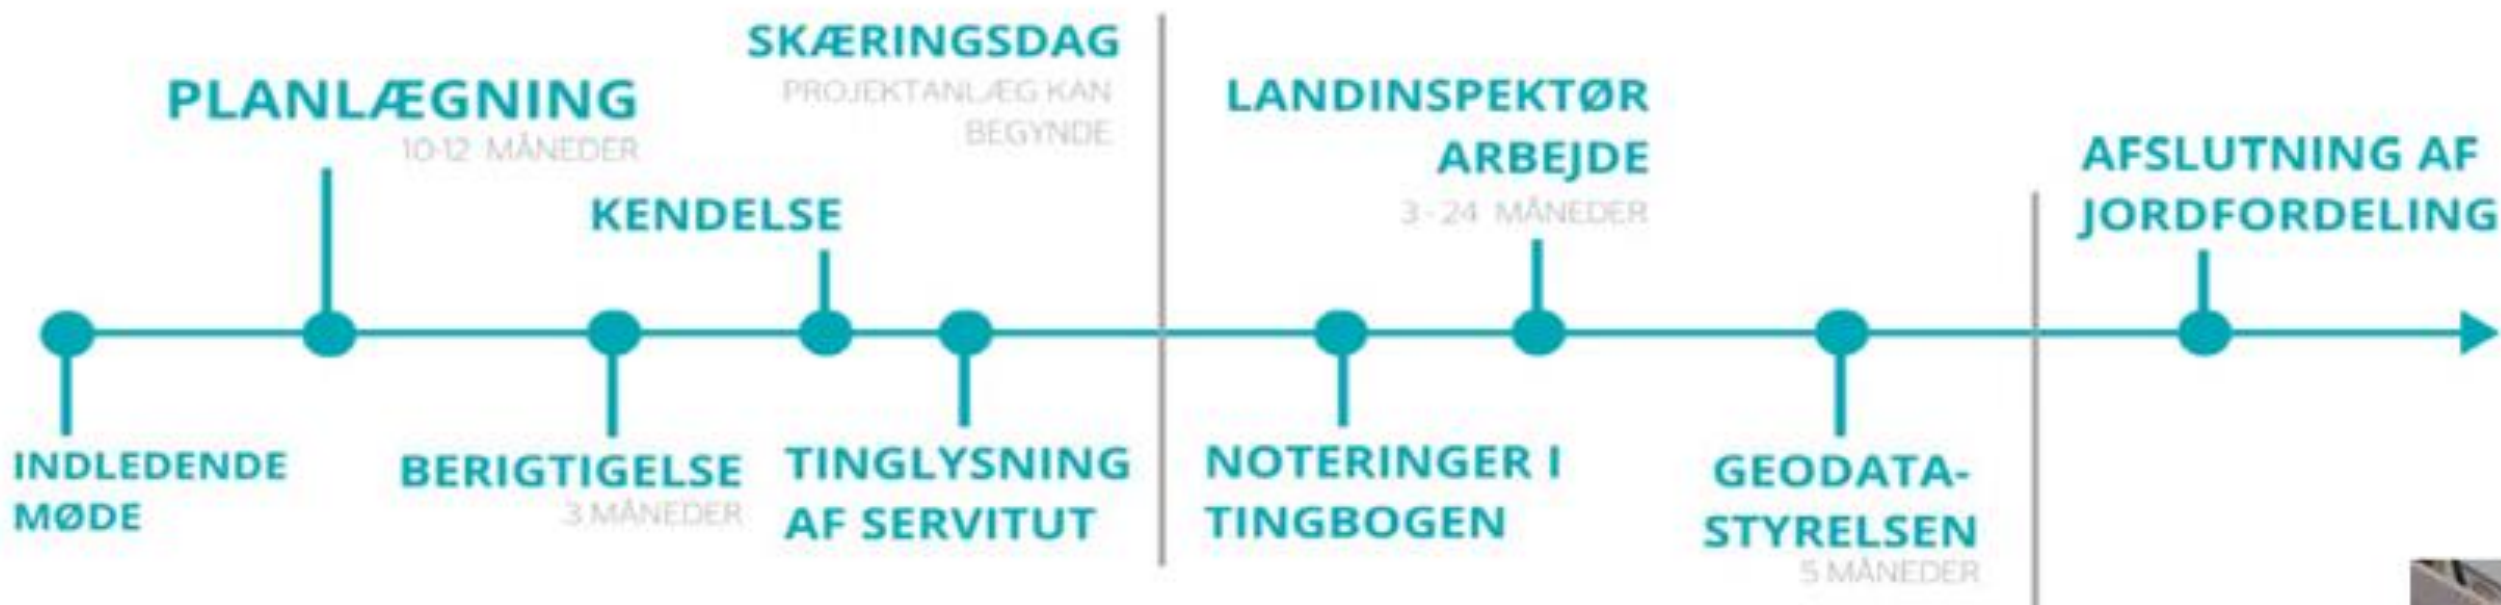 SKÆRINGSDAG
PROJEKTANLÆG KAN
BEGYNDE
PLANLÆGNING
10-12 MÅNEDER
KENDELSE
LANDINSPEKTØR
ARBEJDE
3 - 24 MÅNEDER
AFSLUTNING AF
JORDFORDELING
INDLEDENDE
MØDE
BERIGTIGELSE
3 MÅNEDER
TINGLYSNING
AF SERVITUT
NOTERINGER I
TINGBOGEN
GEODATA-
STYRELSEN
5 MÅNEDER